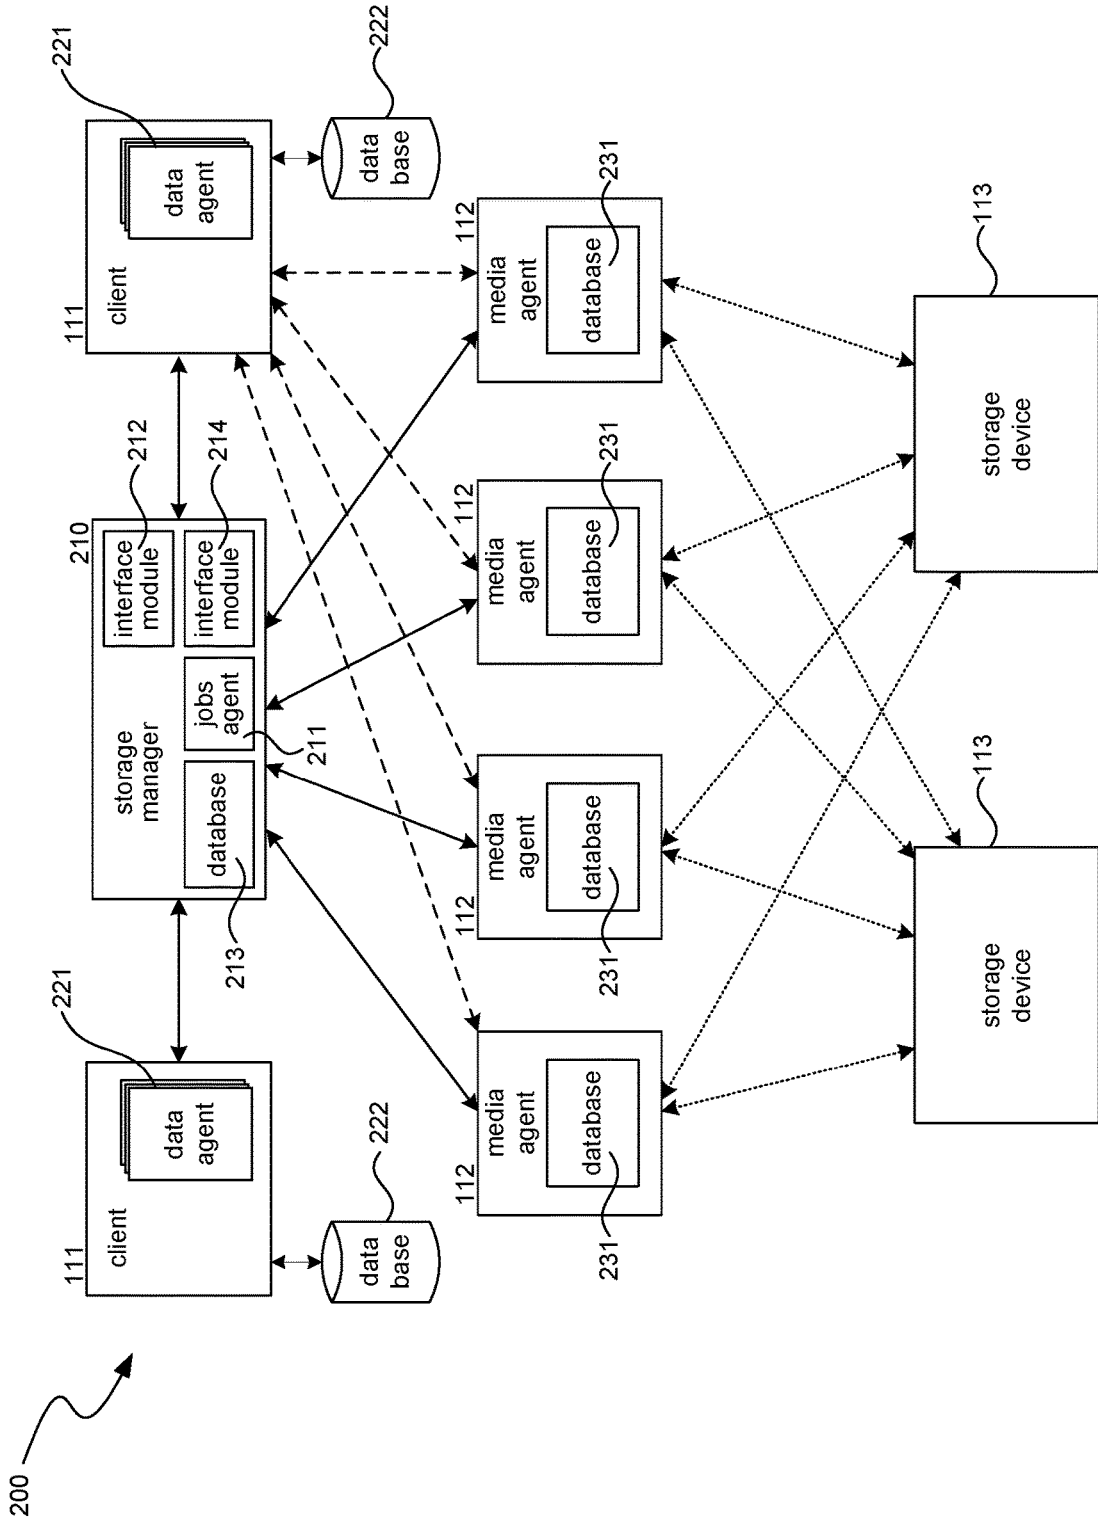 200
111
client
data
agent
221
data
base
222
210
storage
manager
database
213
jobs
agent
211
interface
module
212
interface
module
214
111
client
data
agent
221
data
base
222
112
media
agent
database
231
112
media
agent
database
231
112
media
agent
database
231
112
media
agent
database
231
storage
device
113
storage
device
113